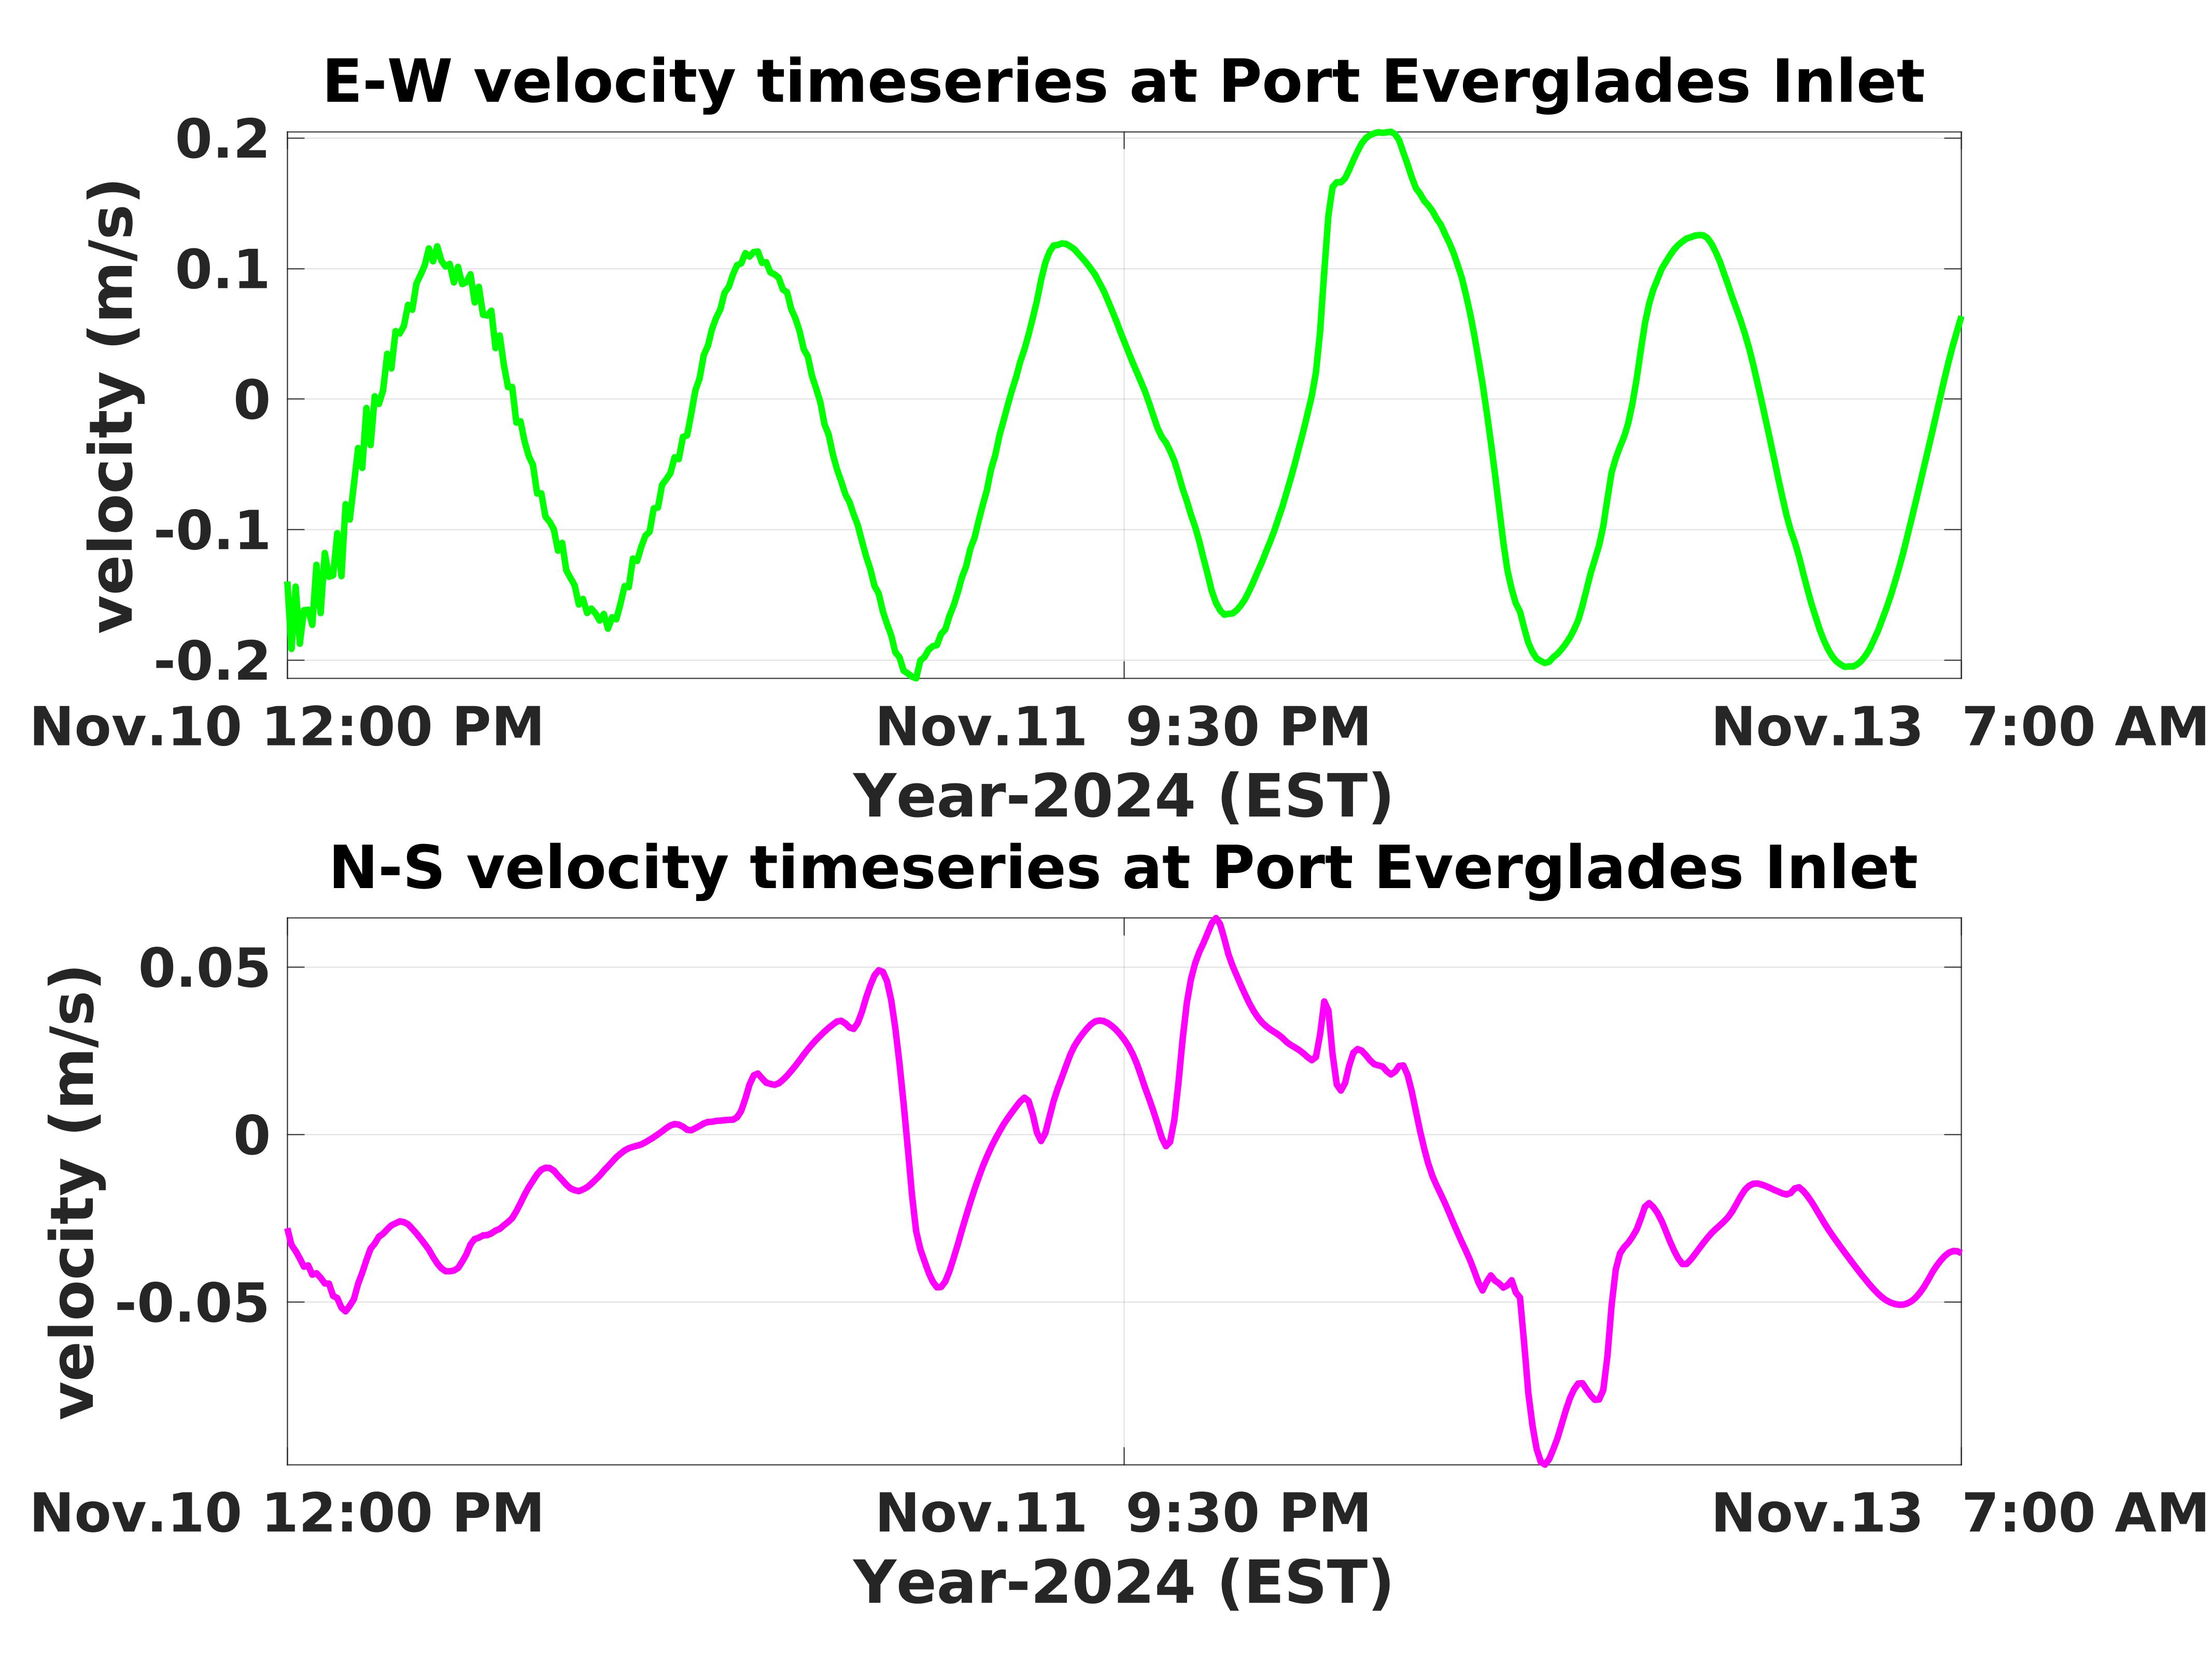 E-W velocity timeseries at Port Everglades Inlet
velocity (m/s)
0.2
0.1
0
-0.1
-0.2
Nov.10 12:00 PM Nov.11 9:30 PM Nov.13 7:00 AM
Year-2024 (EST)
N-S velocity timeseries at Port Everglades Inlet
velocity (m/s)
0.05
0
-0.05
Nov.10 12:00 PM Nov.11 9:30 PM Nov.13 7:00 AM
Year-2024 (EST)